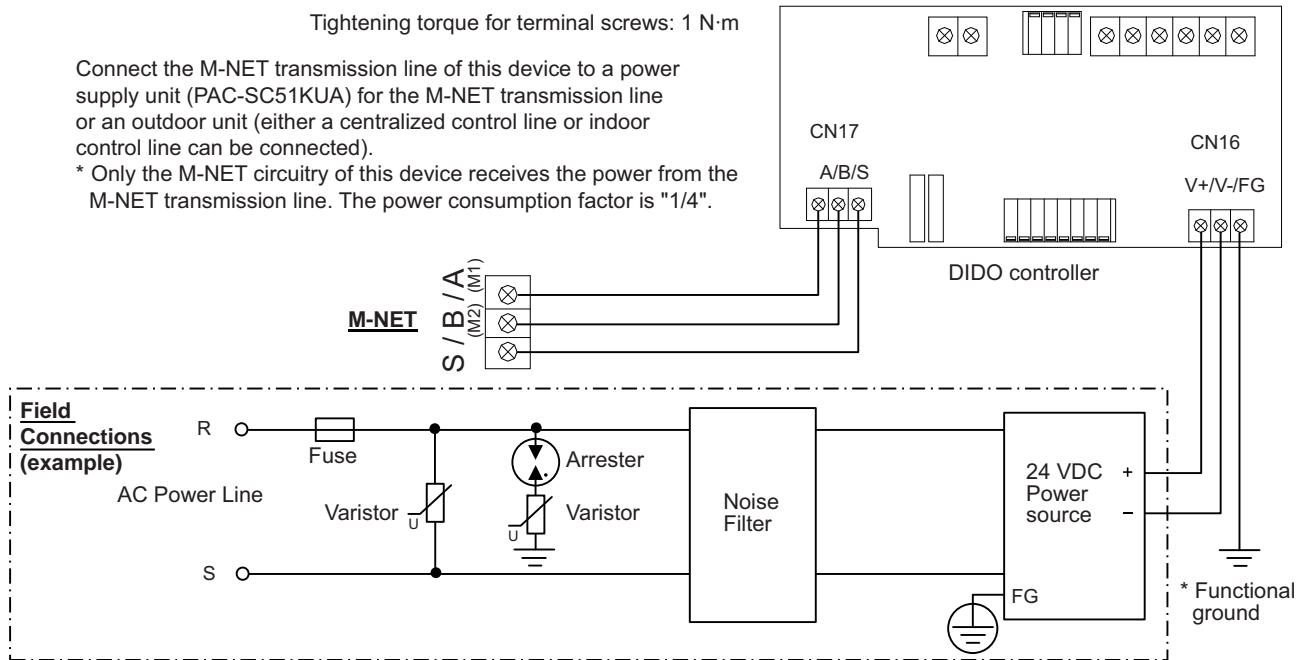 Tightening torque for terminal screws: 1 N·m
Connect the M-NET transmission line of this device to a power
supply unit (PAC-SC51KUA) for the M-NET transmission line
or an outdoor unit (either a centralized control line or indoor
control line can be connected).
* Only the M-NET circuitry of this device receives the power from the
M-NET transmission line. The power consumption factor is "1/4".
CN17
A/B/S
CN16
V+/V-/FG
DIDO controller
M-NET
S / B / A
(M2) (M1)
Field
Connections
(example)
R
Fuse
AC Power Line
Varistor
U
Arrester
Varistor
U
S
Noise
Filter
24 VDC
Power
source
+
−
FG
* Functional
ground